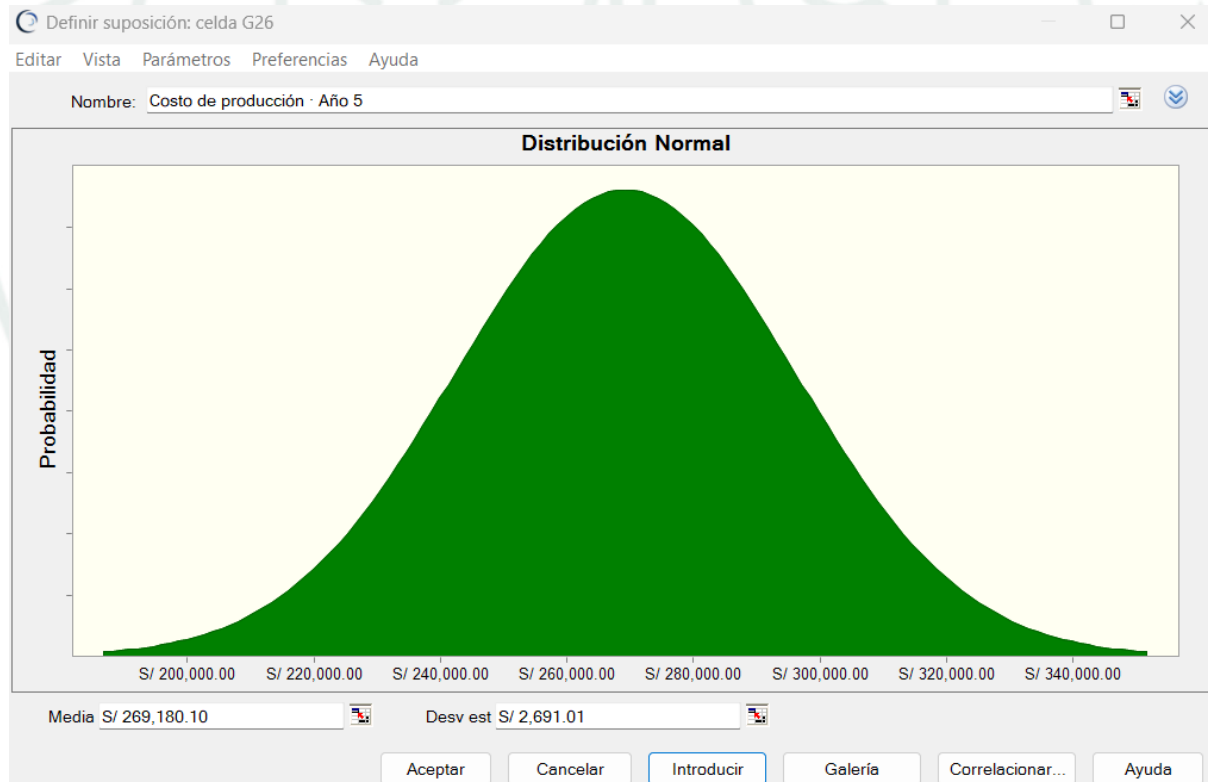 Definir suposición: celda G26
Editar Vista Parámetros Preferencias Ayuda
Nombre: Costo de producción · Año 5
Distribución Normal
Probabilidad
S/ 200,000.00 S/ 220,000.00 S/ 240,000.00 S/ 260,000.00 S/ 280,000.00 S/ 300,000.00 S/ 320,000.00 S/ 340,000.00
Media S/ 269,180.10 Desv est S/ 2,691.01
Aceptar Cancelar Introducir Galería Correlacionar... Ayuda